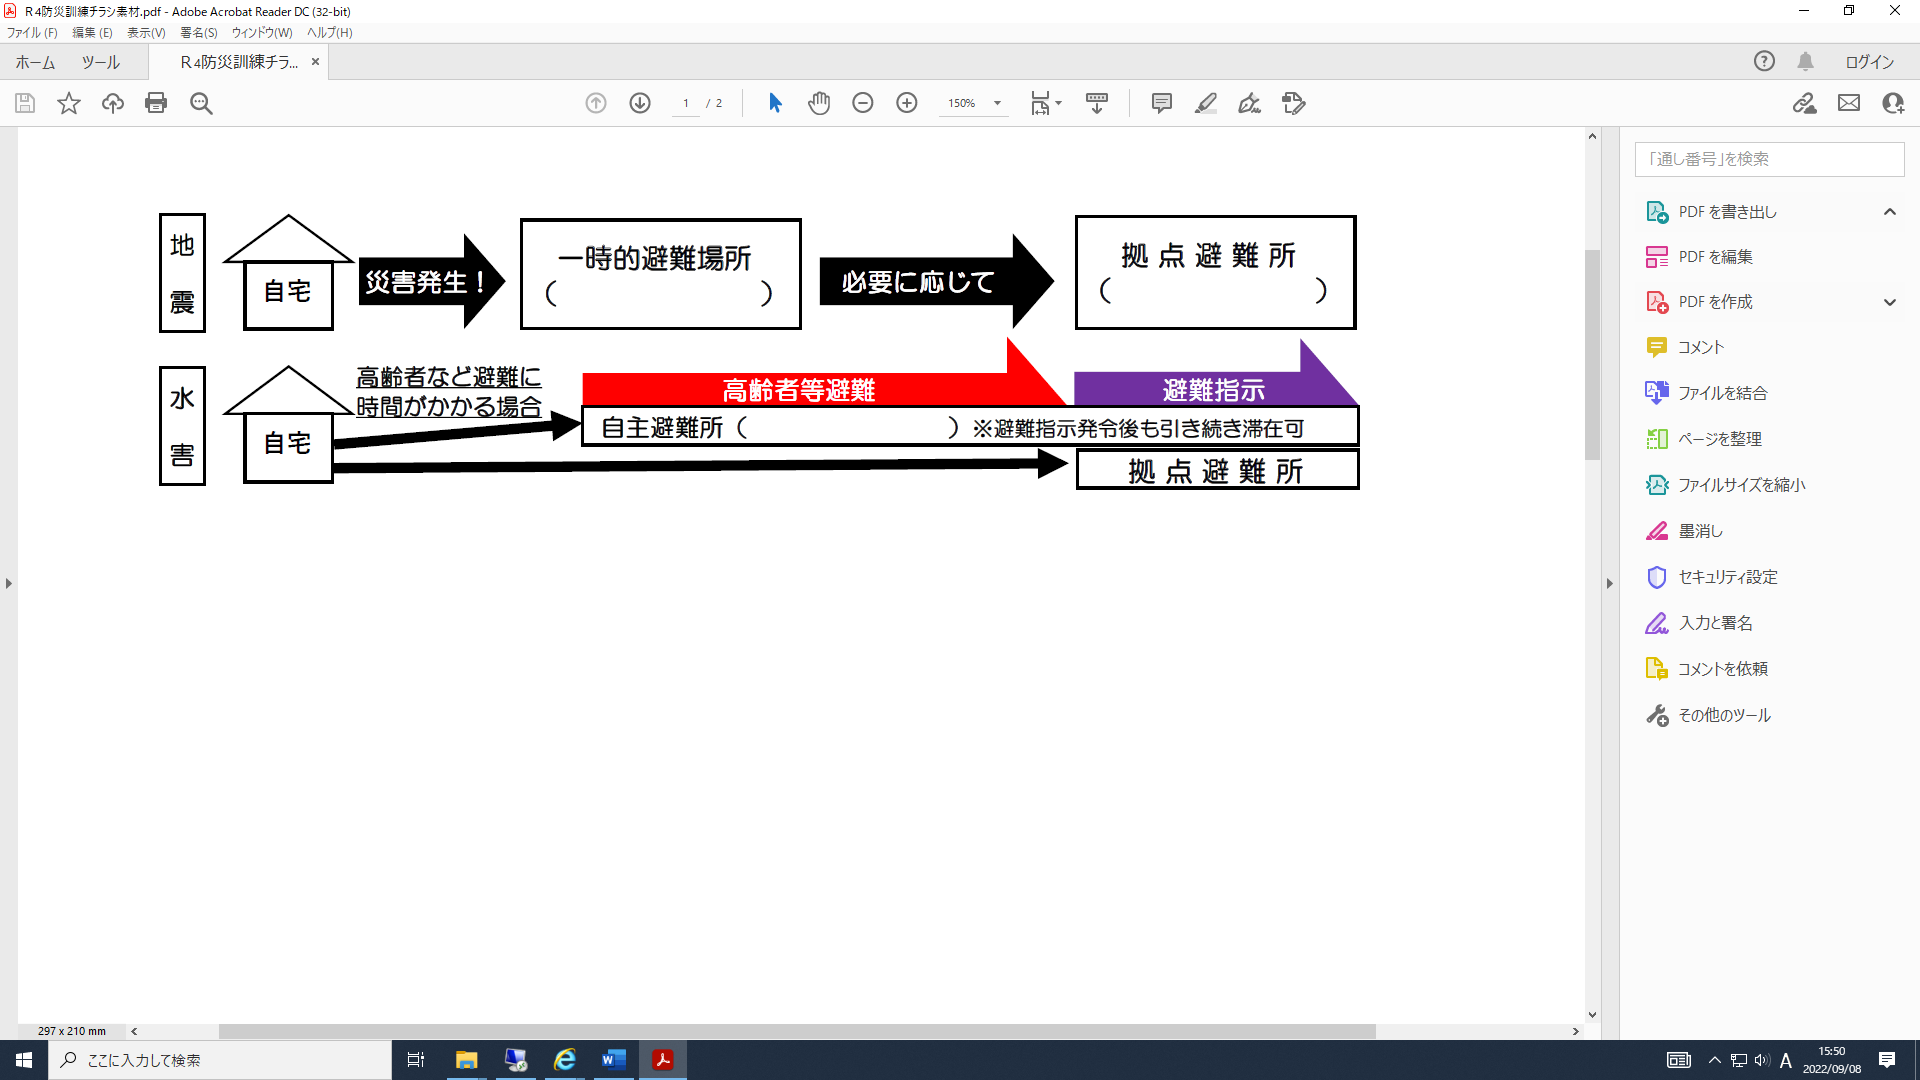 Ｒ4防災訓練チラシ素材.pdf - Adobe Acrobat Reader DC (32-bit)
ファイル(F) 編集(E) 表示(V) 署名(S) ウィンドウ(W) ヘルプ(H)
ホーム ツール Ｒ4防災訓練チラ... × ログイン
1 / 2 150%
「通し番号」を検索
PDF を書き出し
PDF を編集
PDF を作成
コメント
ファイルを結合
ページを整理
ファイルサイズを縮小
墨消し
セキュリティ設定
入力と署名
コメントを依頼
その他のツール
地震
自宅
災害発生！
一時的避難場所
（　　　　　　　　）
必要に応じて
拠点避難所
（　　　　　　　　）
水害
自宅
高齢者など避難に
時間がかかる場合
高齢者等避難
避難指示
自主避難所（　　　　　　　　）※避難指示発令後も引き続き滞在可
拠点避難所
297 x 210 mm
ここに入力して検索
A
15:50
2022/09/08